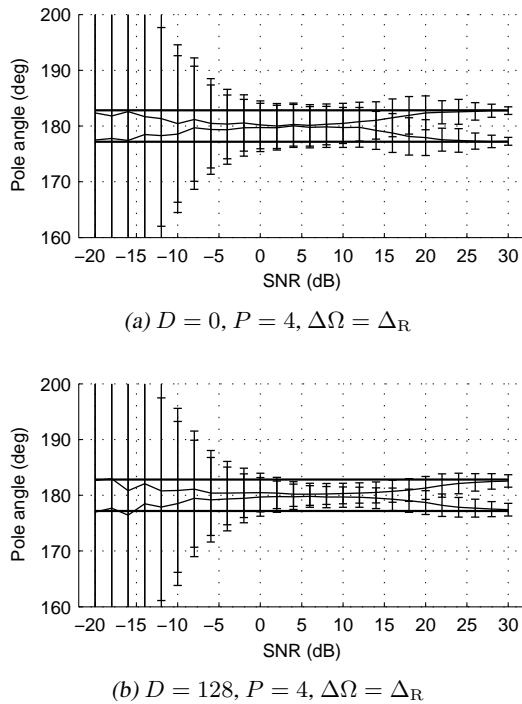 200
190
180
170
160
Pole angle (deg)
−20 −15 −10 −5 0 5 10 15 20 25 30
SNR (dB)
(a) D = 0, P = 4, ΔΩ = Δ_R
200
190
180
170
160
Pole angle (deg)
−20 −15 −10 −5 0 5 10 15 20 25 30
SNR (dB)
(b) D = 128, P = 4, ΔΩ = Δ_R